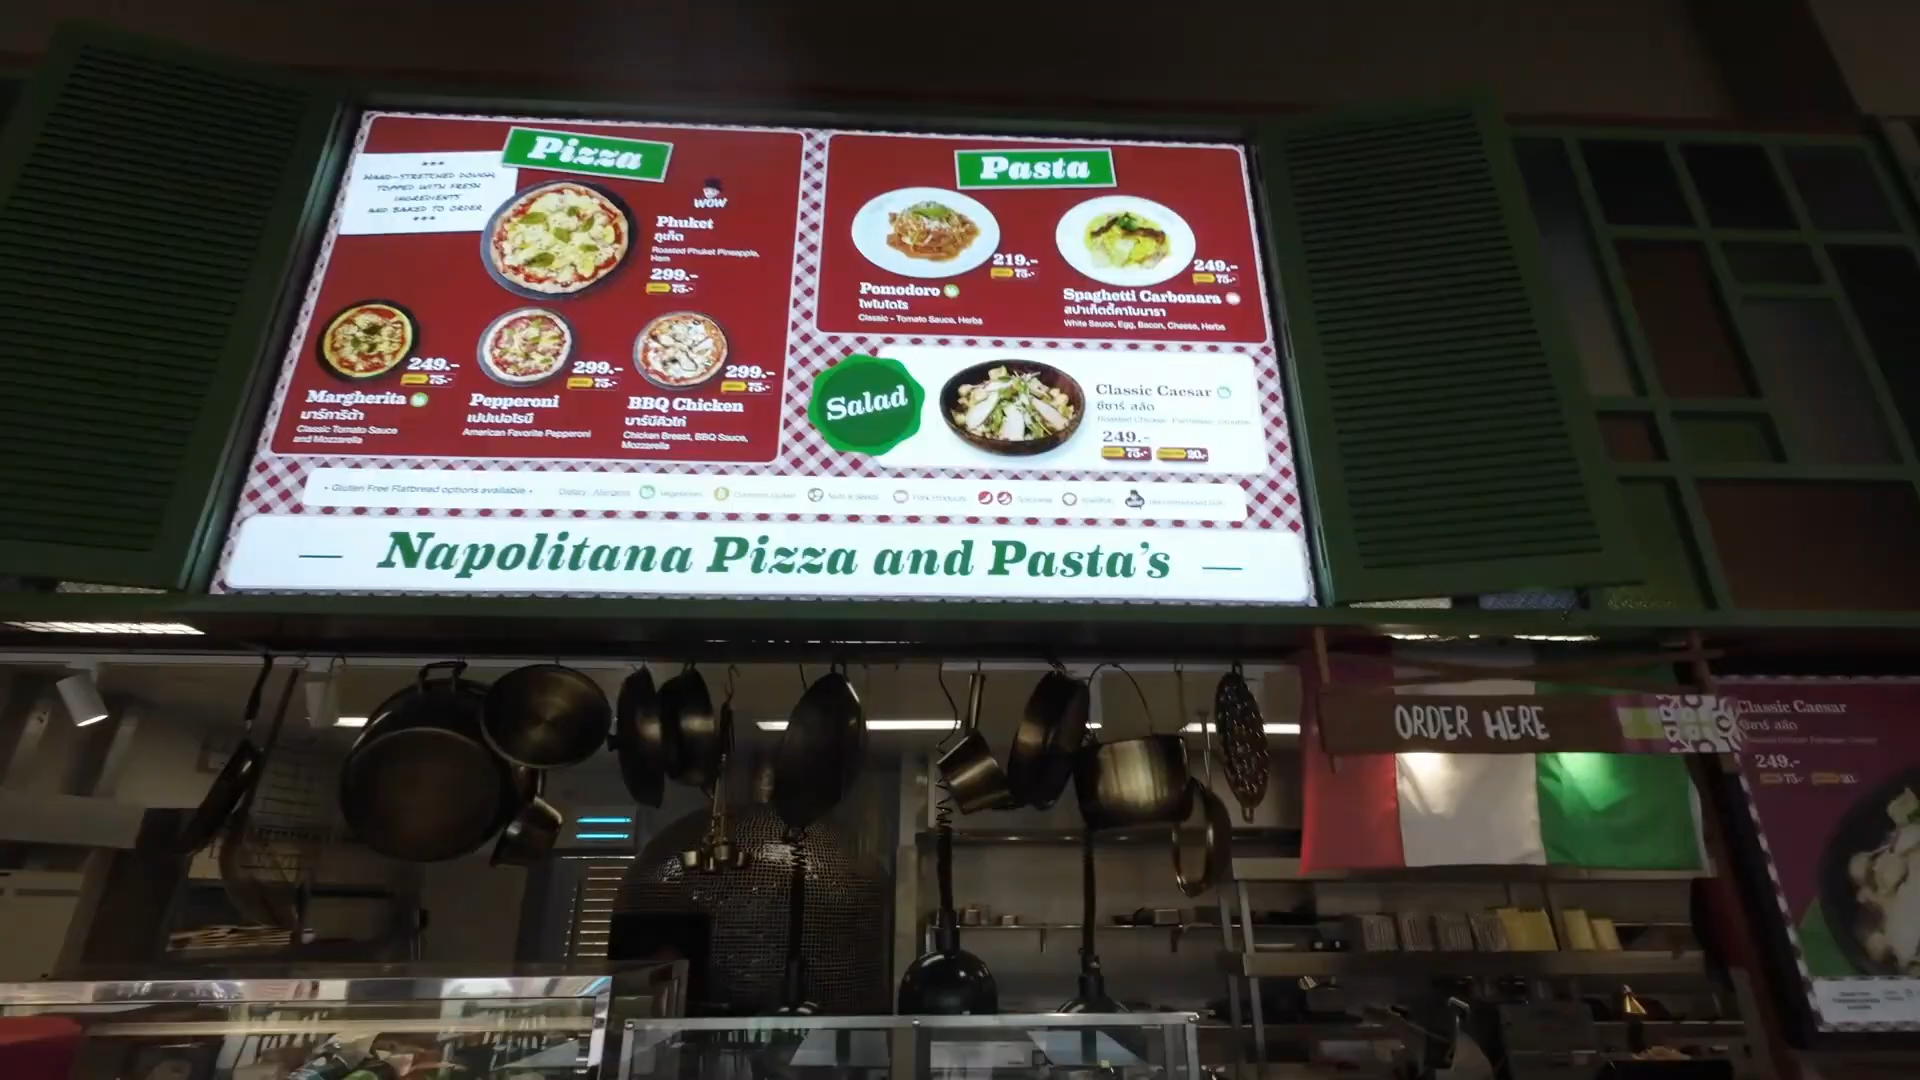 Pizza
***
HAND-STRETCHED DOUGH,
TOPPED WITH FRESH
INGREDIENTS
AND BAKED TO ORDER
***
WOW
Phuket
ภูเก็ต
Roasted Phuket Pineapple,
Ham
299.-
75.-
249.-
75.-
Margherita
มาร์การิต้า
Classic Tomato Sauce
and Mozzarella
299.-
75.-
Pepperoni
เปปเปอโรนี
American Favorite Pepperoni
299.-
75.-
BBQ Chicken
บาร์บีคิวไก่
Chicken Breast, BBQ Sauce,
Mozzarella
Pasta
219.-
75.-
Pomodoro
โพโมโดโร
Classic - Tomato Sauce, Herbs
249.-
75.-
Spaghetti Carbonara
สปาเก็ตตี้คาโบนารา
White Sauce, Egg, Bacon, Cheese, Herbs
Salad
Classic Caesar
ซีซาร์ สลัด
Roasted Chicken, Parmesan, Croutons
249.-
75.- 20.-
• Gluten Free Flatbread options available •
— Napolitana Pizza and Pasta's —
ORDER HERE
Classic Caesar
ซีซาร์ สลัด
249.-
75.- 20.-